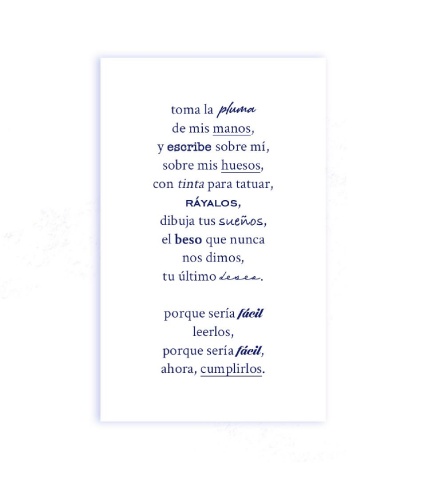 toma la pluma
de mis manos,
y escribe sobre mí,
sobre mis huesos,
con tinta para tatuar,
RÁYALOS,
dibuja tus sueños,
el beso que nunca
nos dimos,
tu último deseo.
porque sería fácil
leerlos,
porque sería fácil,
ahora, cumplirlos.